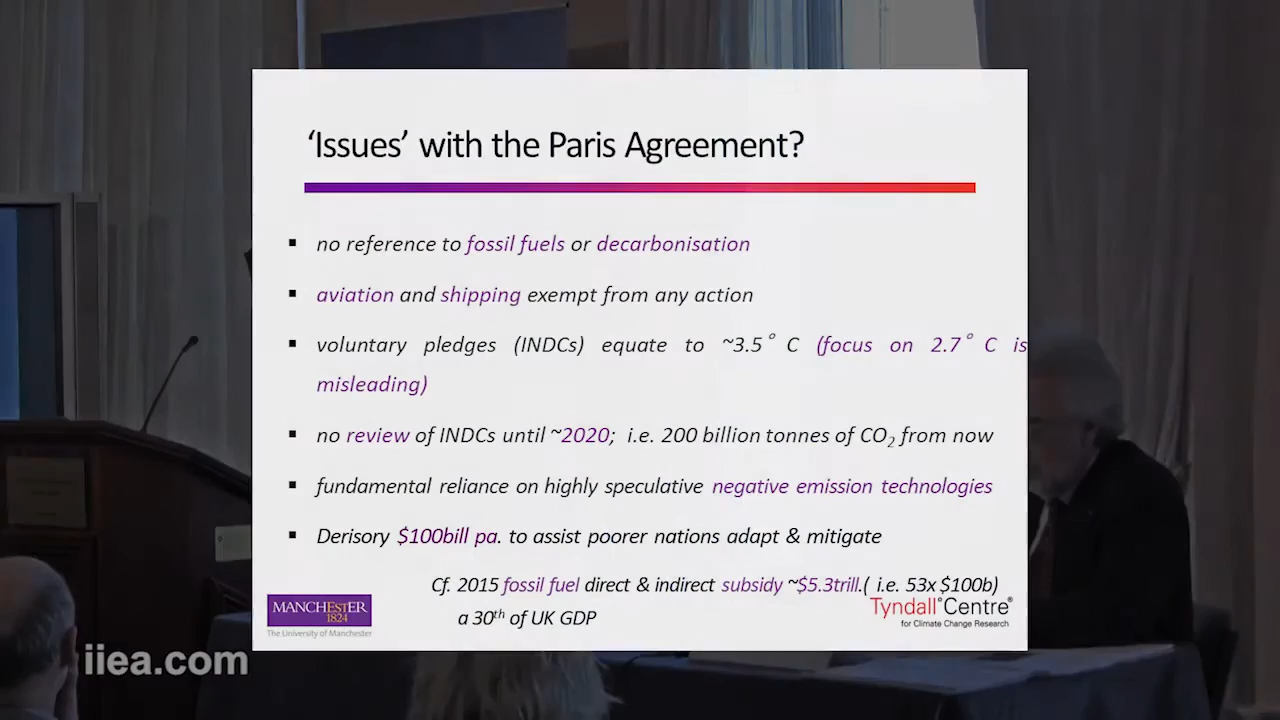 ‘Issues’ with the Paris Agreement?
▪ no reference to fossil fuels or decarbonisation
▪ aviation and shipping exempt from any action
▪ voluntary pledges (INDCs) equate to ~3.5° C (focus on 2.7° C is
misleading)
▪ no review of INDCs until ~2020; i.e. 200 billion tonnes of CO₂ from now
▪ fundamental reliance on highly speculative negative emission technologies
▪ Derisory $100bill pa. to assist poorer nations adapt & mitigate
Cf. 2015 fossil fuel direct & indirect subsidy ~$5.3trill.( i.e. 53x $100b)
a 30th of UK GDP
MANCHESTER
1824
The University of Manchester
Tyndall°Centre®
for Climate Change Research
iiea.com